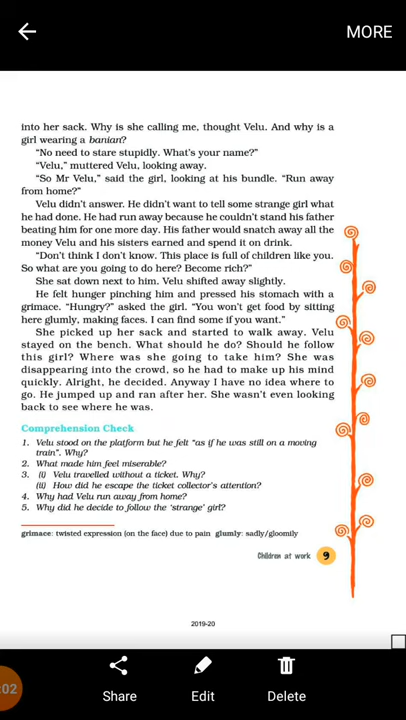 MORE
into her sack. Why is she calling me, thought Velu. And why is a
girl wearing a banian?
“No need to stare stupidly. What's your name?”
“Velu,” muttered Velu, looking away.
“So Mr Velu,” said the girl, looking at his bundle. “Run away
from home?”
Velu didn't answer. He didn't want to tell some strange girl what
he had done. He had run away because he couldn't stand his father
beating him for one more day. His father would snatch away all the
money Velu and his sisters earned and spend it on drink.
“Don't think I don't know. This place is full of children like you.
So what are you going to do here? Become rich?”
She sat down next to him. Velu shifted away slightly.
He felt hunger pinching him and pressed his stomach with a
grimace. “Hungry?” asked the girl. “You won't get food by sitting
here glumly, making faces. I can find some if you want.”
She picked up her sack and started to walk away. Velu
stayed on the bench. What should he do? Should he follow
this girl? Where was she going to take him? She was
disappearing into the crowd, so he had to make up his mind
quickly. Alright, he decided. Anyway I have no idea where to
go. He jumped up and ran after her. She wasn't even looking
back to see where he was.
Comprehension Check
1. Velu stood on the platform but he felt “as if he was still on a moving
train”. Why?
2. What made him feel miserable?
3. (i) Velu travelled without a ticket. Why?
(ii) How did he escape the ticket collector's attention?
4. Why had Velu run away from home?
5. Why did he decide to follow the ‘strange’ girl?
grimace: twisted expression (on the face) due to pain glumly: sadly/gloomily
Children at work 9
2019-20
:02
Share Edit Delete